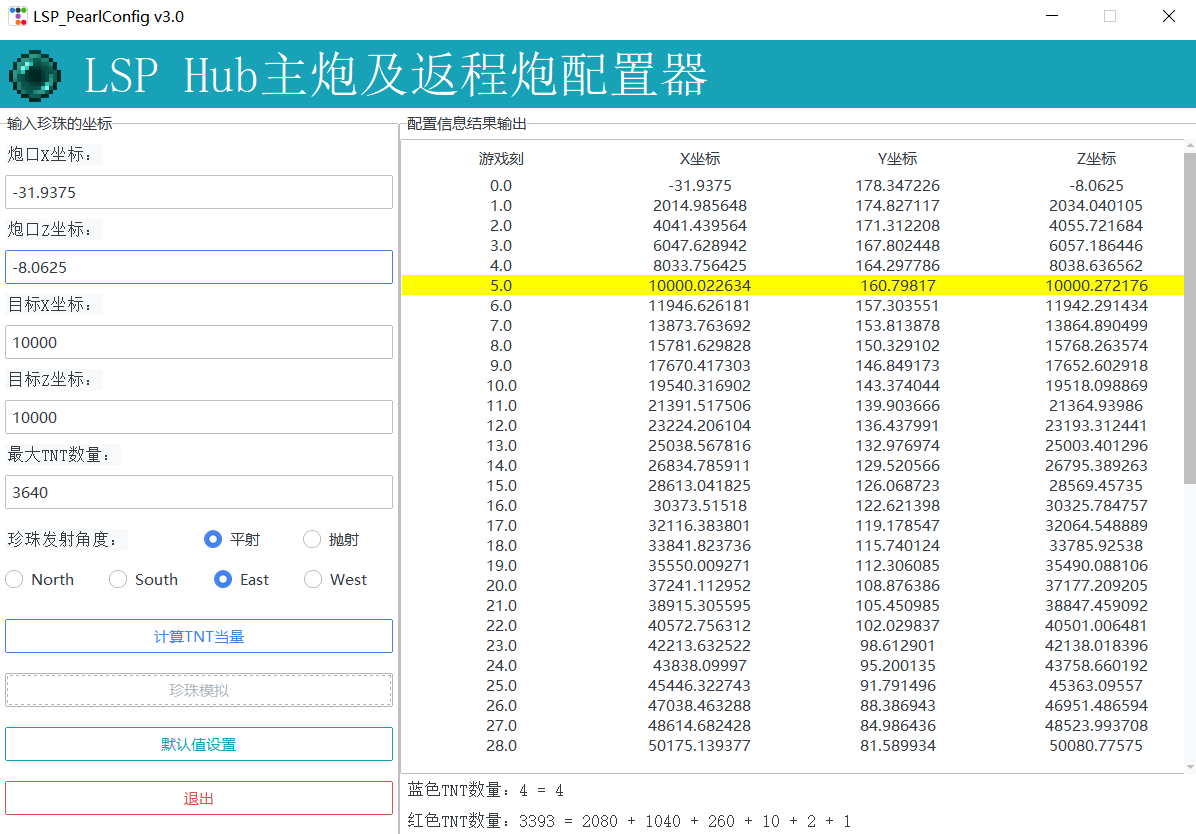 LSP_PearlConfig v3.0
LSP Hub主炮及返程炮配置器
输入珍珠的坐标
炮口X坐标：
-31.9375
炮口Z坐标：
-8.0625
目标X坐标：
10000
目标Z坐标：
10000
最大TNT数量：
3640
珍珠发射角度： 平射 抛射
North South East West
计算TNT当量
珍珠模拟
默认值设置
退出
配置信息结果输出
游戏刻 X坐标 Y坐标 Z坐标
0.0 -31.9375 178.347226 -8.0625
1.0 2014.985648 174.827117 2034.040105
2.0 4041.439564 171.312208 4055.721684
3.0 6047.628942 167.802448 6057.186446
4.0 8033.756425 164.297786 8038.636562
5.0 10000.022634 160.79817 10000.272176
6.0 11946.626181 157.303551 11942.291434
7.0 13873.763692 153.813878 13864.890499
8.0 15781.629828 150.329102 15768.263574
9.0 17670.417303 146.849173 17652.602918
10.0 19540.316902 143.374044 19518.098869
11.0 21391.517506 139.903666 21364.93986
12.0 23224.206104 136.437991 23193.312441
13.0 25038.567816 132.976974 25003.401296
14.0 26834.785911 129.520566 26795.389263
15.0 28613.041825 126.068723 28569.45735
16.0 30373.51518 122.621398 30325.784757
17.0 32116.383801 119.178547 32064.548889
18.0 33841.823736 115.740124 33785.92538
19.0 35550.009271 112.306085 35490.088106
20.0 37241.112952 108.876386 37177.209205
21.0 38915.305595 105.450985 38847.459092
22.0 40572.756312 102.029837 40501.006481
23.0 42213.632522 98.612901 42138.018396
24.0 43838.09997 95.200135 43758.660192
25.0 45446.322743 91.791496 45363.09557
26.0 47038.463288 88.386943 46951.486594
27.0 48614.682428 84.986436 48523.993708
28.0 50175.139377 81.589934 50080.77575
蓝色TNT数量：4 = 4
红色TNT数量：3393 = 2080 + 1040 + 260 + 10 + 2 + 1